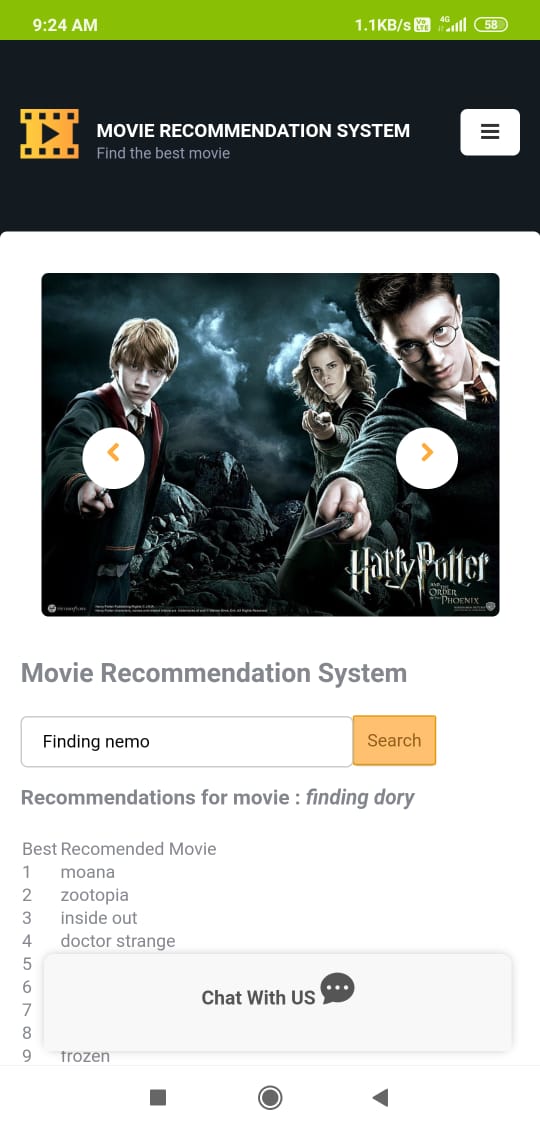 9:24 AM 1.1KB/s Vo LTE 4G 58
MOVIE RECOMMENDATION SYSTEM
Find the best movie
Harry Potter
AND THE
ORDER
OF THE
PHOENIX
Movie Recommendation System
Finding nemo Search
Recommendations for movie : finding dory
Best Recomended Movie
1 moana
2 zootopia
3 inside out
4 doctor strange
5
6
7
8
9 frozen
Chat With US